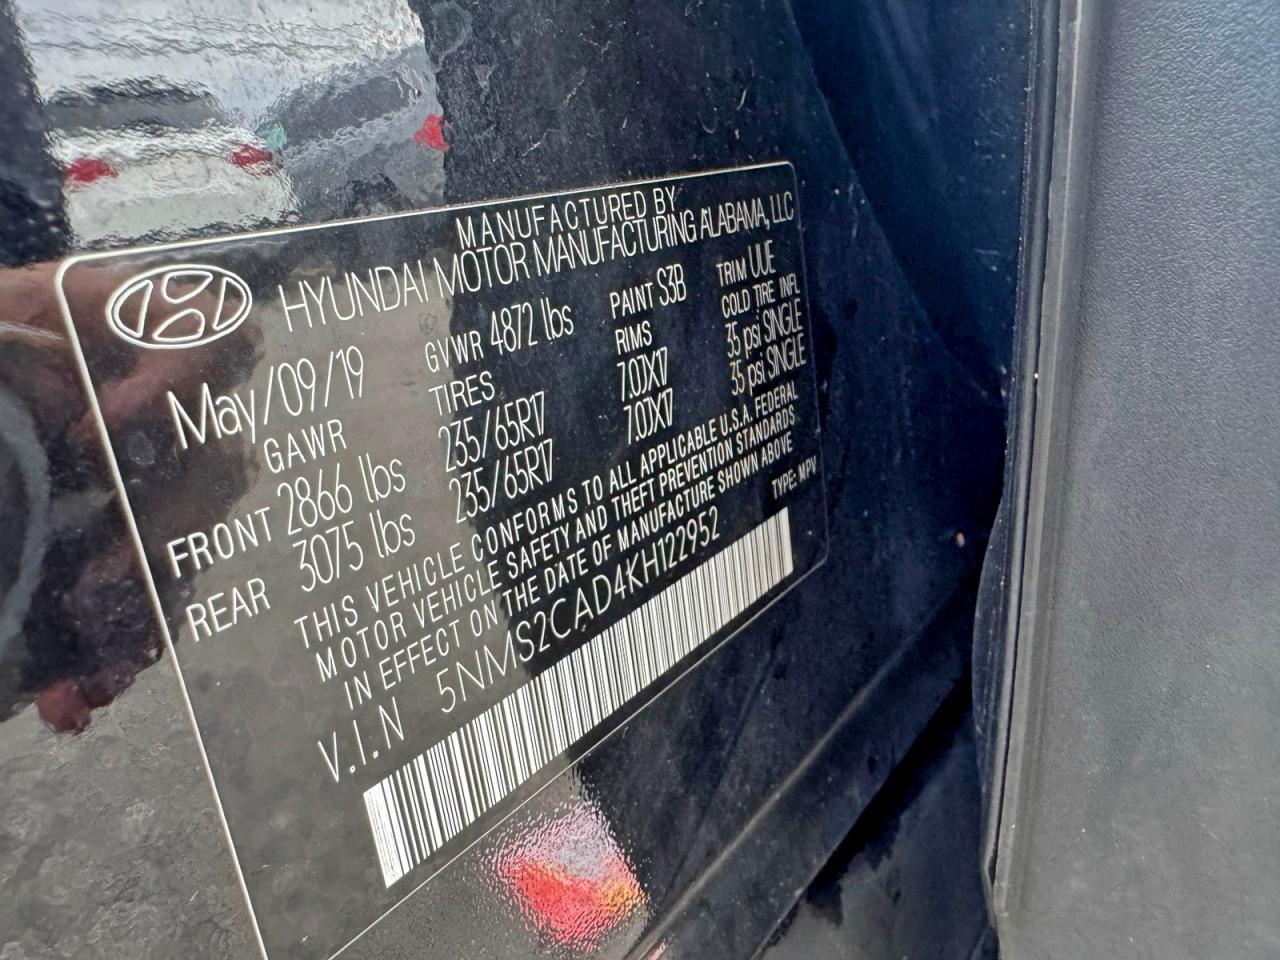 MANUFACTURED BY
HYUNDAI MOTOR MANUFACTURING ALABAMA, LLC
May/09/19 GVWR 4872 lbs PAINT S3B TRIM UUE
GAWR TIRES RIMS COLD TIRE INFL
FRONT 2866 lbs 235/65R17 7.0JX17 35 psi SINGLE
REAR 3075 lbs 235/65R17 7.0JX17 35 psi SINGLE
THIS VEHICLE CONFORMS TO ALL APPLICABLE U.S.A. FEDERAL
MOTOR VEHICLE SAFETY AND THEFT PREVENTION STANDARDS
IN EFFECT ON THE DATE OF MANUFACTURE SHOWN ABOVE
V.I.N 5NMS2CAD4KH122952 TYPE: MPV